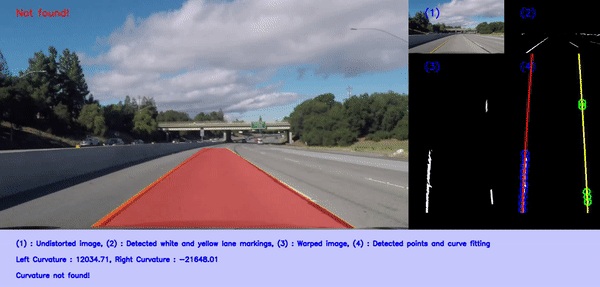 Not found!
(1)
(2)
(3)
(4)
(1) : Undistorted image, (2) : Detected white and yellow lane markings, (3) : Warped image, (4) : Detected points and curve fitting
Left Curvature : 12034.71, Right Curvature : -21648.01
Curvature not found!